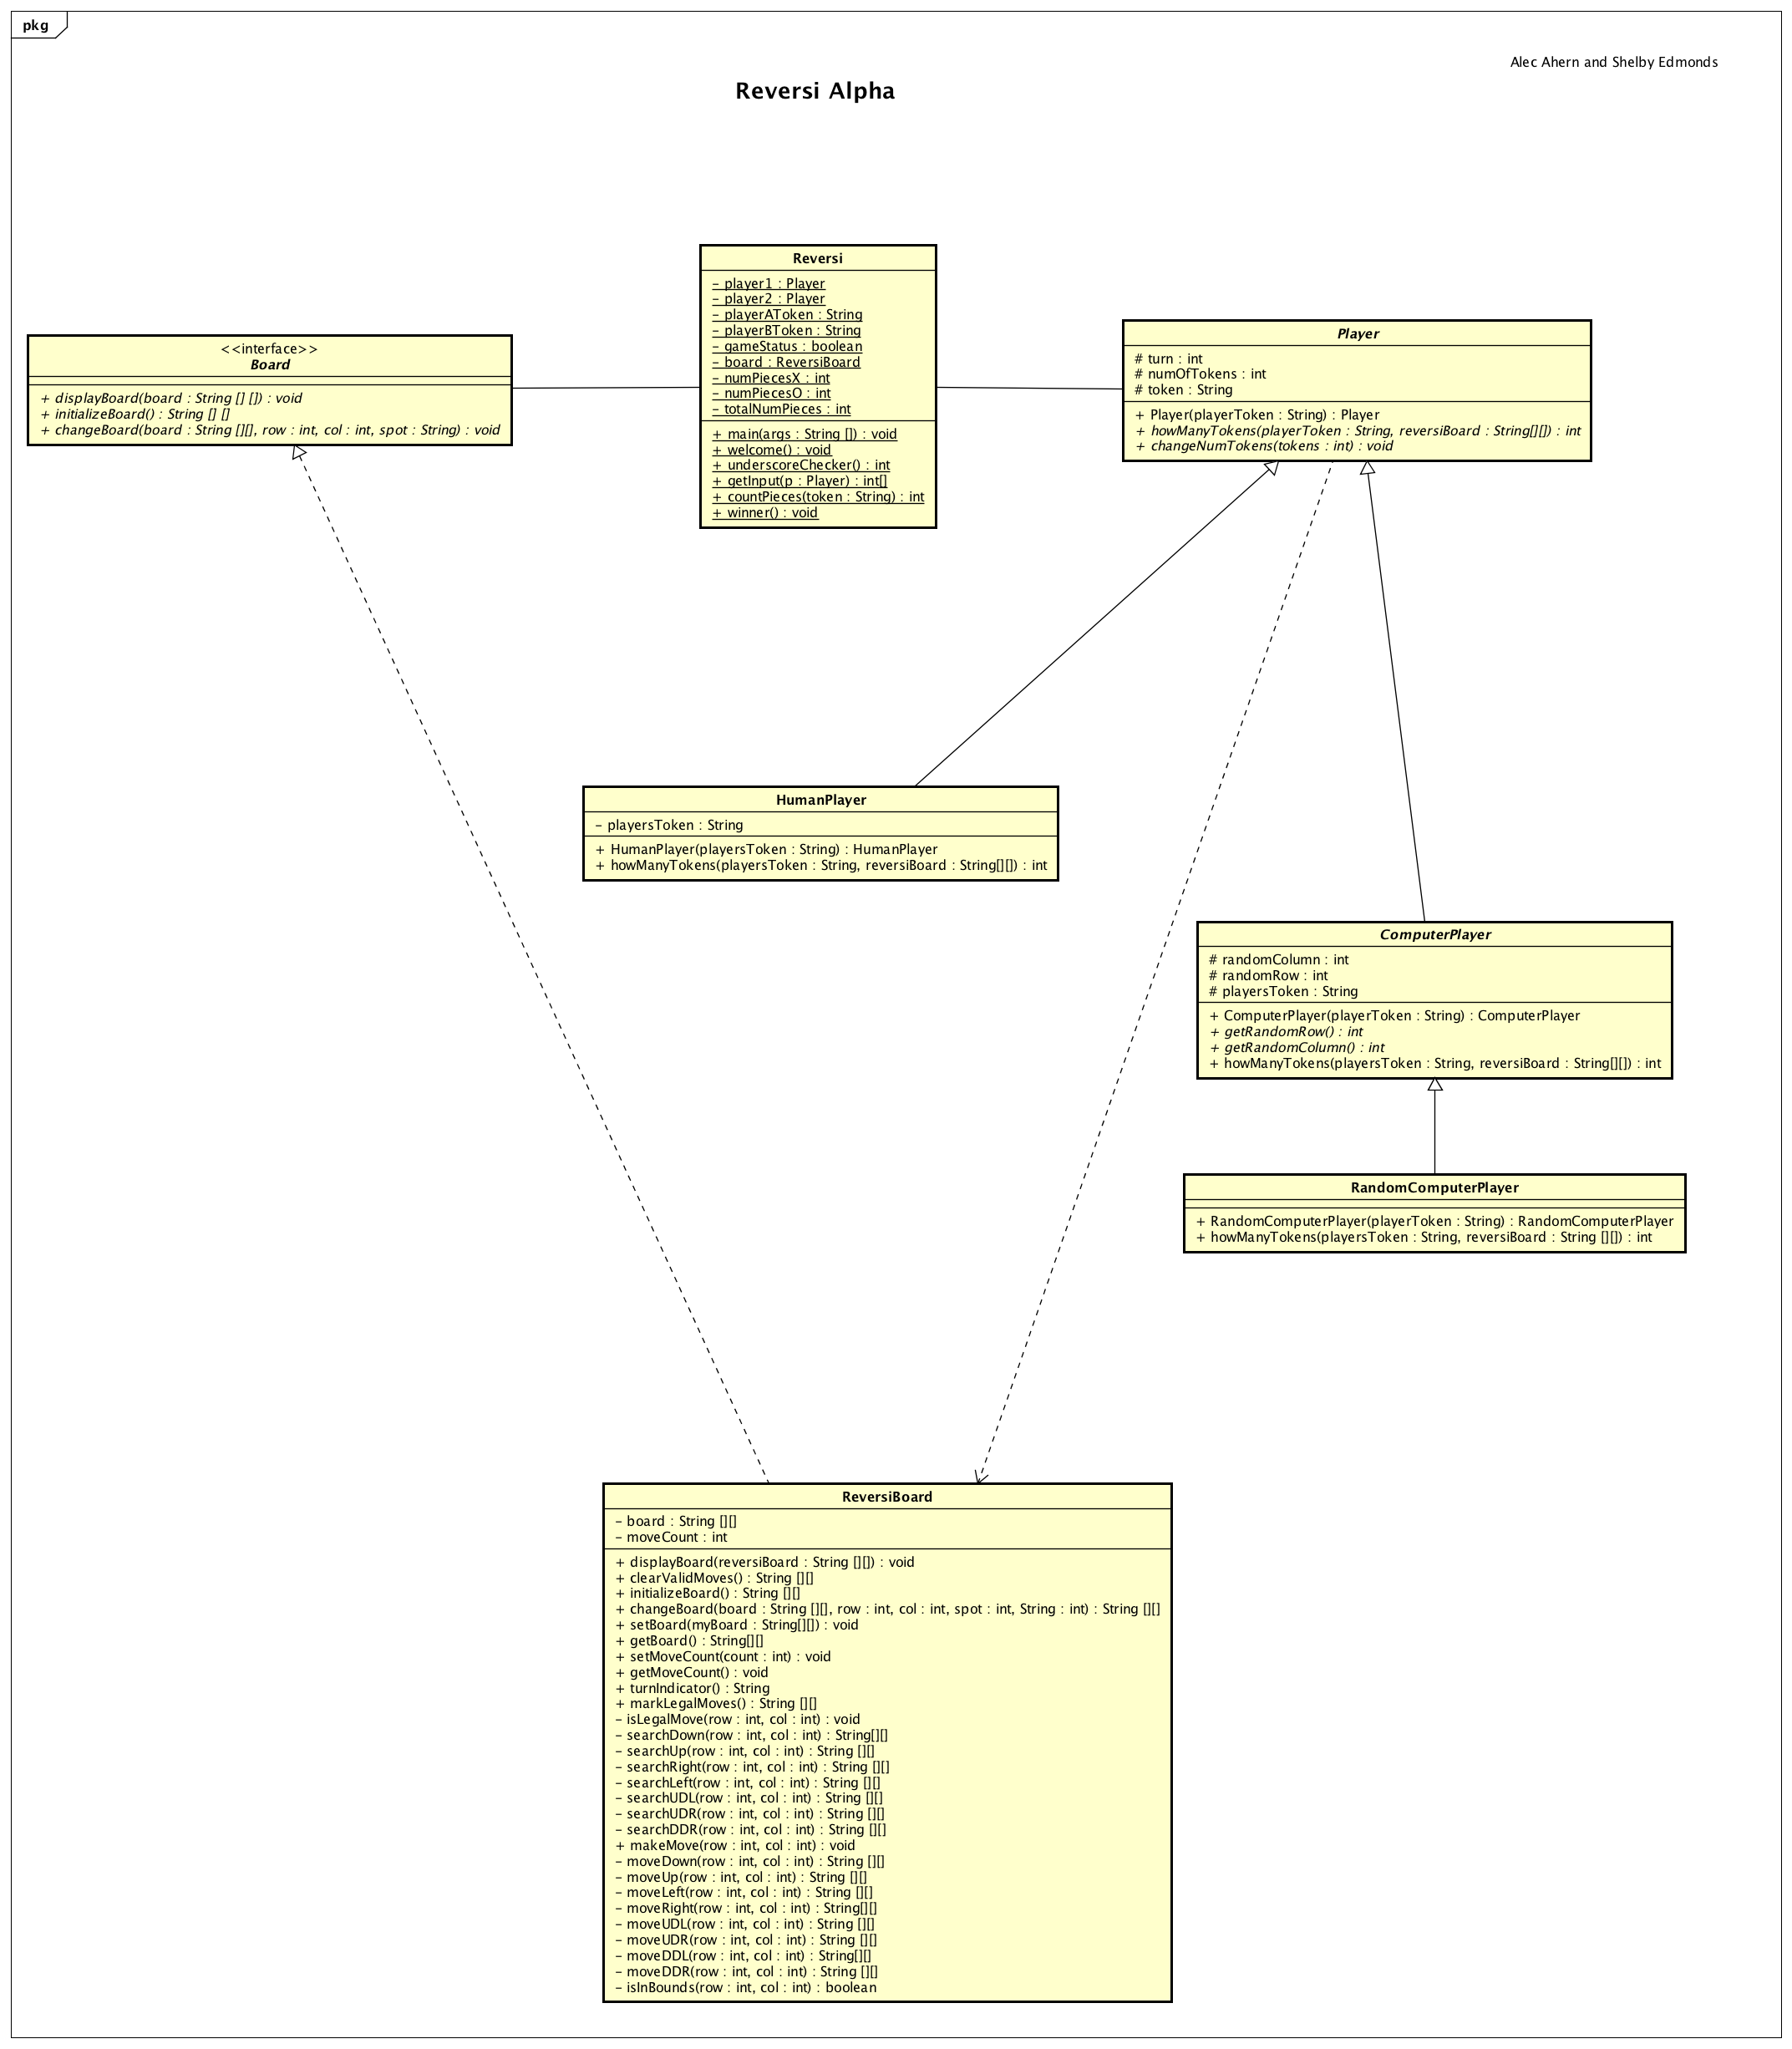 pkg
Alec Ahern and Shelby Edmonds
Reversi Alpha
Reversi
- player1 : Player
- player2 : Player
- playerAToken : String
- playerBToken : String
- gameStatus : boolean
- board : ReversiBoard
- numPiecesX : int
- numPiecesO : int
- totalNumPieces : int
+ main(args : String []) : void
+ welcome() : void
+ underscoreChecker() : int
+ getInput(p : Player) : int[]
+ countPieces(token : String) : int
+ winner() : void
<<interface>>
Board
+ displayBoard(board : String [] []) : void
+ initializeBoard() : String [] []
+ changeBoard(board : String [][], row : int, col : int, spot : String) : void
Player
# turn : int
# numOfTokens : int
# token : String
+ Player(playerToken : String) : Player
+ howManyTokens(playerToken : String, reversiBoard : String[][]) : int
+ changeNumTokens(tokens : int) : void
HumanPlayer
- playersToken : String
+ HumanPlayer(playersToken : String) : HumanPlayer
+ howManyTokens(playersToken : String, reversiBoard : String[][]) : int
ComputerPlayer
# randomColumn : int
# randomRow : int
# playersToken : String
+ ComputerPlayer(playerToken : String) : ComputerPlayer
+ getRandomRow() : int
+ getRandomColumn() : int
+ howManyTokens(playersToken : String, reversiBoard : String[][]) : int
RandomComputerPlayer
+ RandomComputerPlayer(playerToken : String) : RandomComputerPlayer
+ howManyTokens(playersToken : String, reversiBoard : String [][]) : int
ReversiBoard
- board : String [][]
- moveCount : int
+ displayBoard(reversiBoard : String [][]) : void
+ clearValidMoves() : String [][]
+ initializeBoard() : String [][]
+ changeBoard(board : String [][], row : int, col : int, spot : int, String : int) : String [][]
+ setBoard(myBoard : String[][]) : void
+ getBoard() : String[][]
+ setMoveCount(count : int) : void
+ getMoveCount() : void
+ turnIndicator() : String
+ markLegalMoves() : String [][]
- isLegalMove(row : int, col : int) : void
- searchDown(row : int, col : int) : String[][]
- searchUp(row : int, col : int) : String [][]
- searchRight(row : int, col : int) : String [][]
- searchLeft(row : int, col : int) : String [][]
- searchUDL(row : int, col : int) : String [][]
- searchUDR(row : int, col : int) : String [][]
- searchDDR(row : int, col : int) : String [][]
+ makeMove(row : int, col : int) : void
- moveDown(row : int, col : int) : String [][]
- moveUp(row : int, col : int) : String [][]
- moveLeft(row : int, col : int) : String [][]
- moveRight(row : int, col : int) : String[][]
- moveUDL(row : int, col : int) : String [][]
- moveUDR(row : int, col : int) : String [][]
- moveDDL(row : int, col : int) : String[][]
- moveDDR(row : int, col : int) : String [][]
- isInBounds(row : int, col : int) : boolean